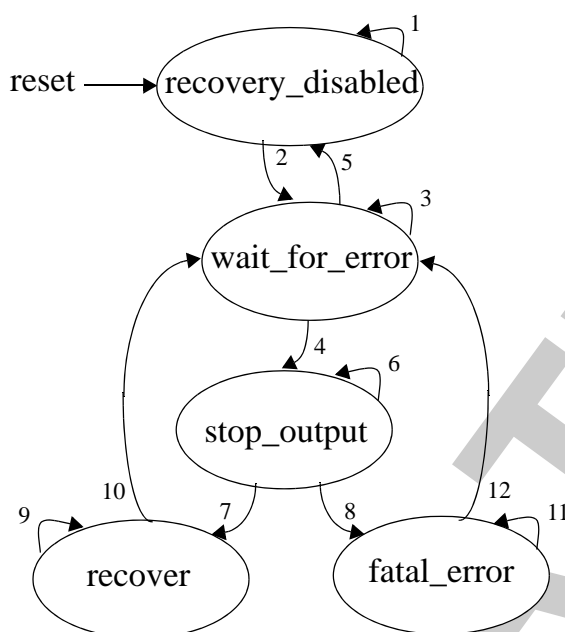 1
reset
recovery_disabled
2
5
3
wait_for_error
4
6
stop_output
10
7
8
12
9
11
recover
fatal_error